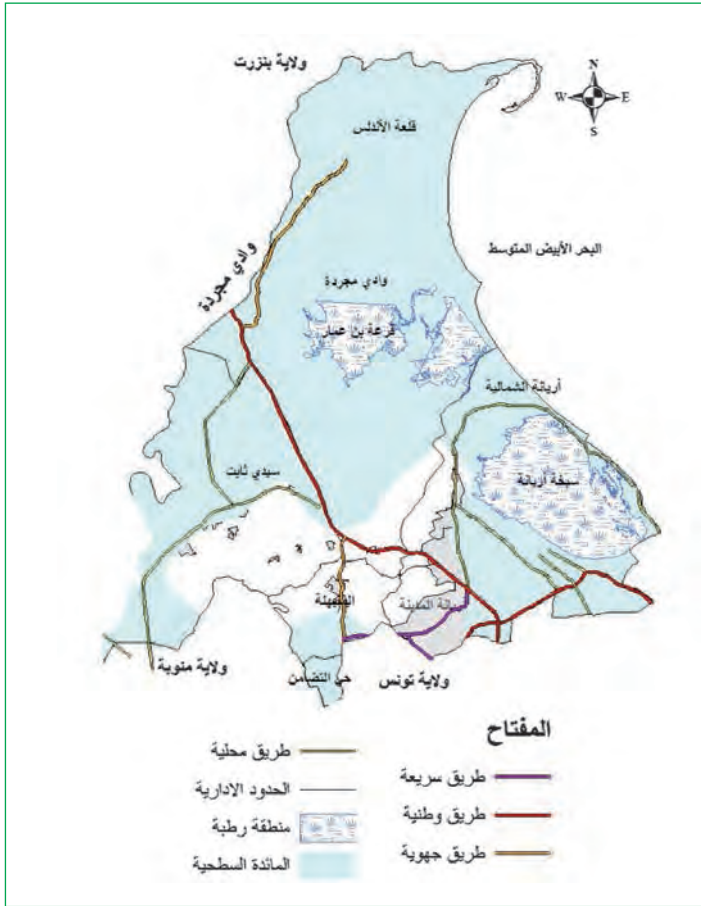 ولاية بنزرت
N
W E
S
قلعة الأندلس
البحر الأبيض المتوسط
وادي مجردة
وادي مجردة
قرعة بن عمار
أريانة الشمالية
سيدي ثابت
سبخة أريانة
المنيهلة
أريانة المدينة
ولاية منوبة
حي التضامن
ولاية تونس
المفتاح
طريق سريعة
طريق وطنية
طريق جهوية
طريق محلية
الحدود الادارية
منطقة رطبة
المائدة السطحية